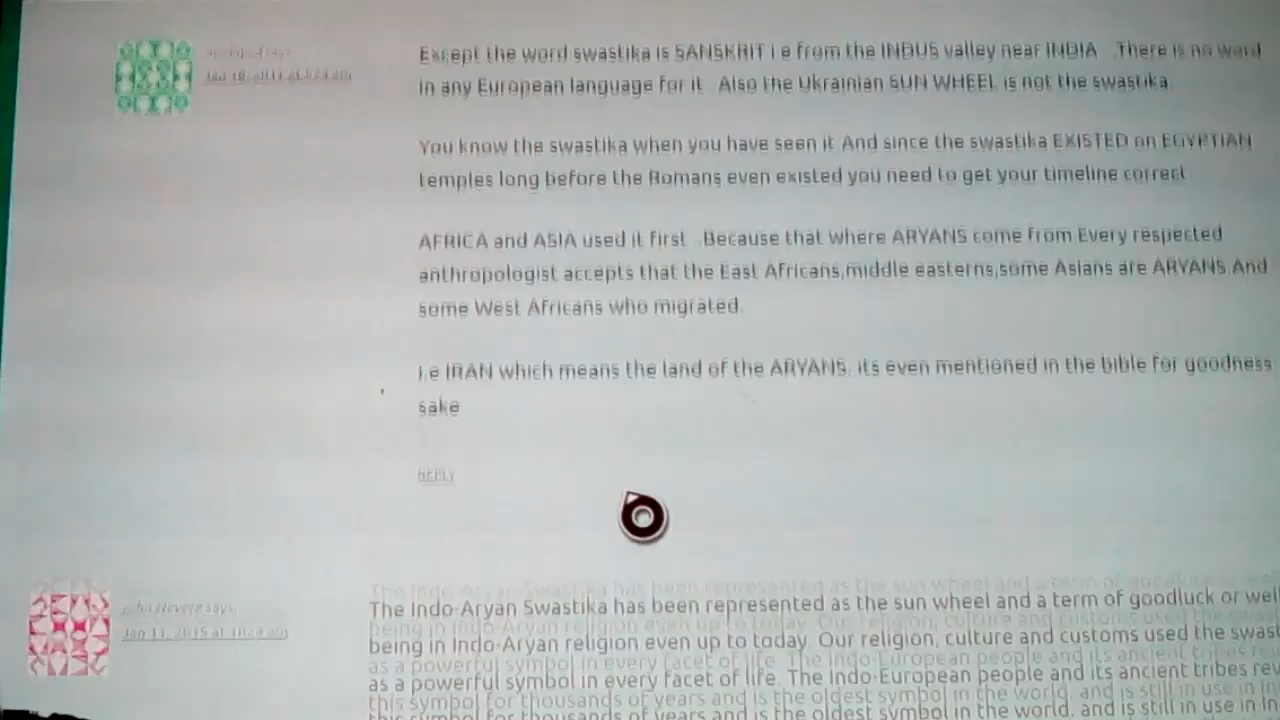 says
Except the word swastika is SANSKRIT i e from the INDUS valley near INDIA . There is no word
in any European language for it . Also the Ukrainian SUN WHEEL is not the swastika
You know the swastika when you have seen it And since the swastika EXISTED on EGYPTIAN
temples long before the Romans even existed you need to get your timeline correct
AFRICA and ASIA used it first . Because that where ARYANS come from Every respected
anthropologist accepts that the East Africans,middle easterns,some Asians are ARYANS.And
some West Africans who migrated.
i.e IRAN which means the land of the ARYANS. its even mentioned in the bible for goodness
sake
REPLY
says
Jan 11, 2015 at
The Indo-Aryan Swastika has been represented as the sun wheel and a term of goodluck or well
being in Indo-Aryan religion even up to today. Our religion, culture and customs used the
as a powerful symbol in every facet of life. The Indo-European people and its ancient tribes
this symbol for thousands of years and is the oldest symbol in the world, and is still in use in